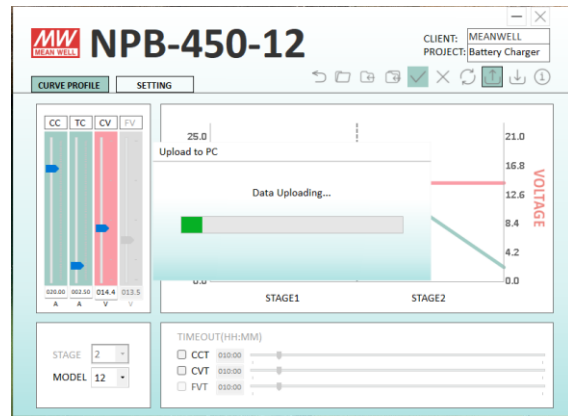 MW
MEAN WELL
NPB-450-12
CLIENT: MEANWELL
PROJECT: Battery Charger
CURVE PROFILE
SETTING
CC TC CV FV
020.00 002.50 014.4 013.5
A A V V
25.0
0.0
Upload to PC
Data Uploading...
21.0
16.8
12.6
8.4
4.2
0.0
VOLTAGE
STAGE1 STAGE2
STAGE 2
MODEL 12
TIMEOUT(HH:MM)
CCT 010:00
CVT 010:00
FVT 010:00